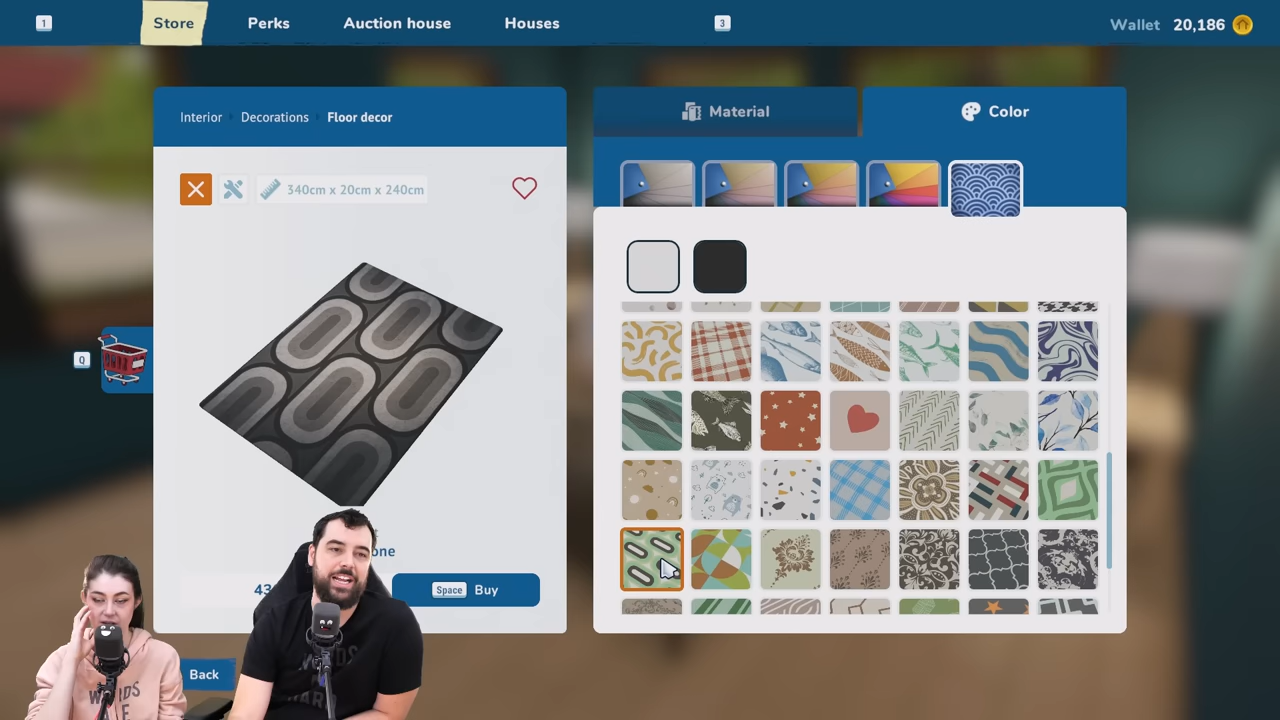 1 Store Perks Auction house Houses 3 Wallet 20,186
Interior Decorations Floor decor
Material
Color
340cm x 20cm x 240cm
Q
43
Space Buy
Back